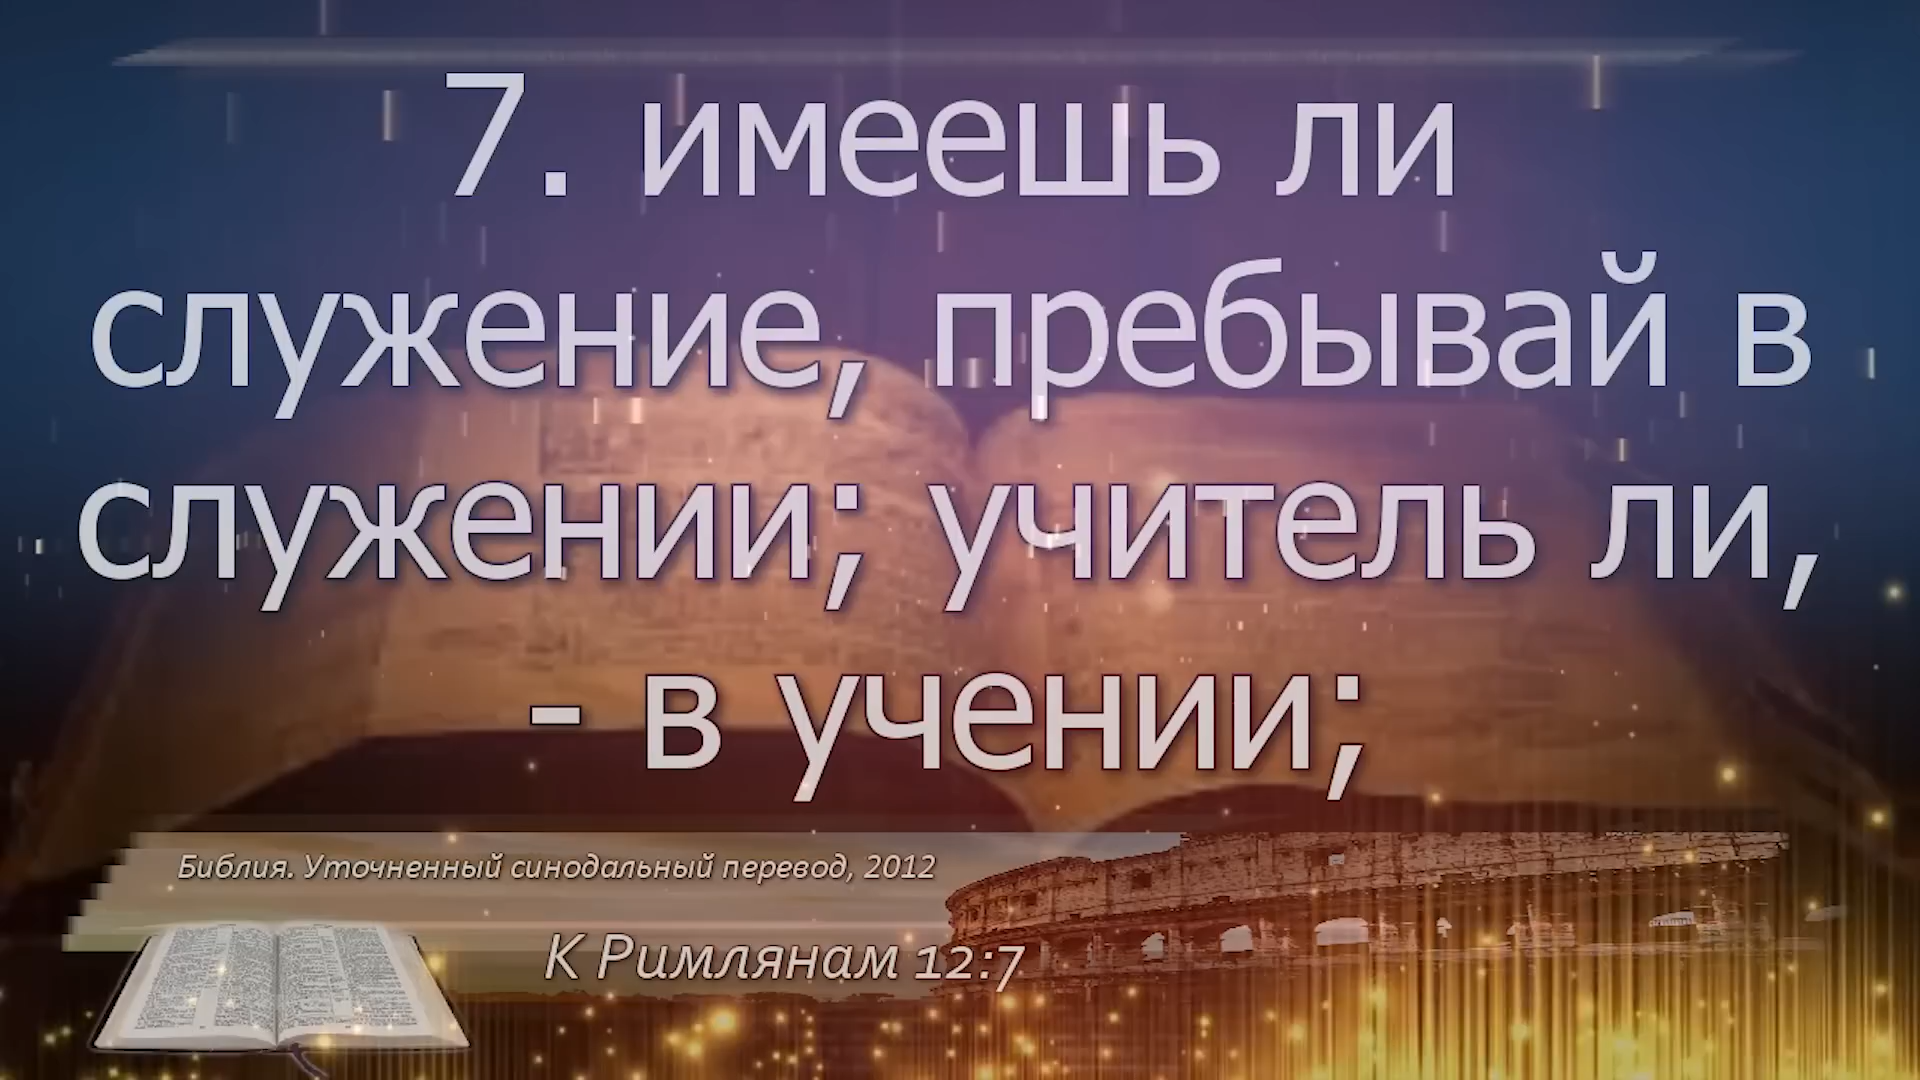 7. имеешь ли
служение, пребывай в
служении; учитель ли,
- в учении;
Библия. Уточненный синодальный перевод, 2012
К Римлянам 12:7